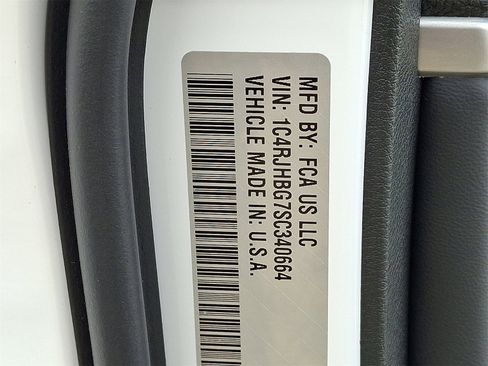 MFD BY: FCA US LLC
VIN: 1C4RJHBG7SC340664
VEHICLE MADE IN: U.S.A.